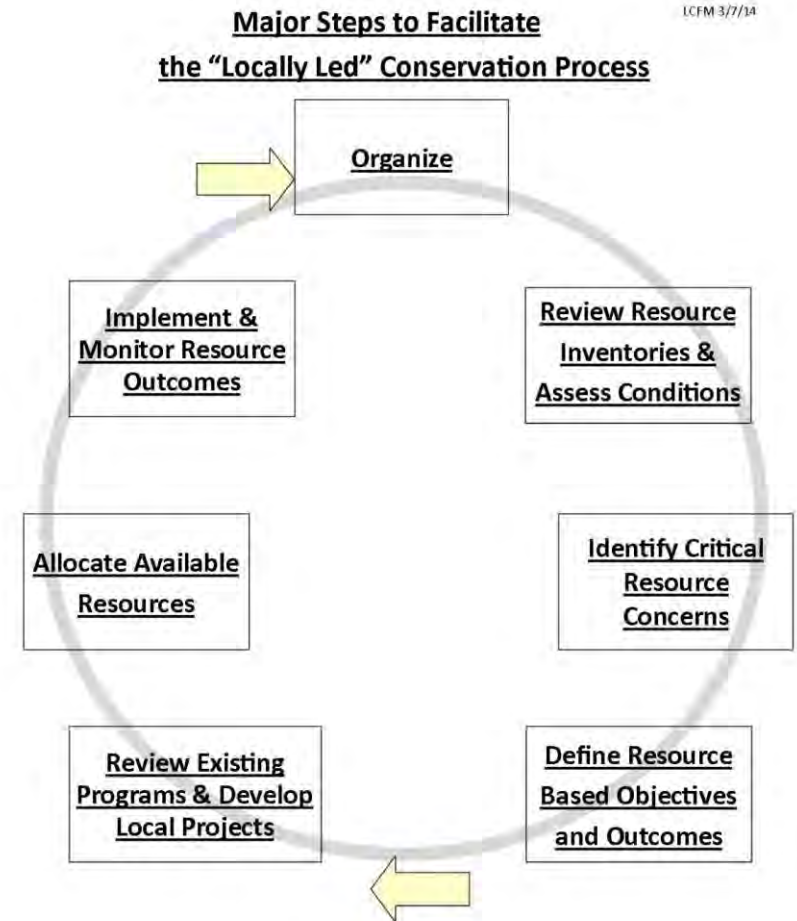 LCFM 3/7/14
Major Steps to Facilitate
the “Locally Led” Conservation Process
Organize
Review Resource
Inventories &
Assess Conditions
Identify Critical
Resource
Concerns
Define Resource
Based Objectives
and Outcomes
Review Existing
Programs & Develop
Local Projects
Allocate Available
Resources
Implement &
Monitor Resource
Outcomes